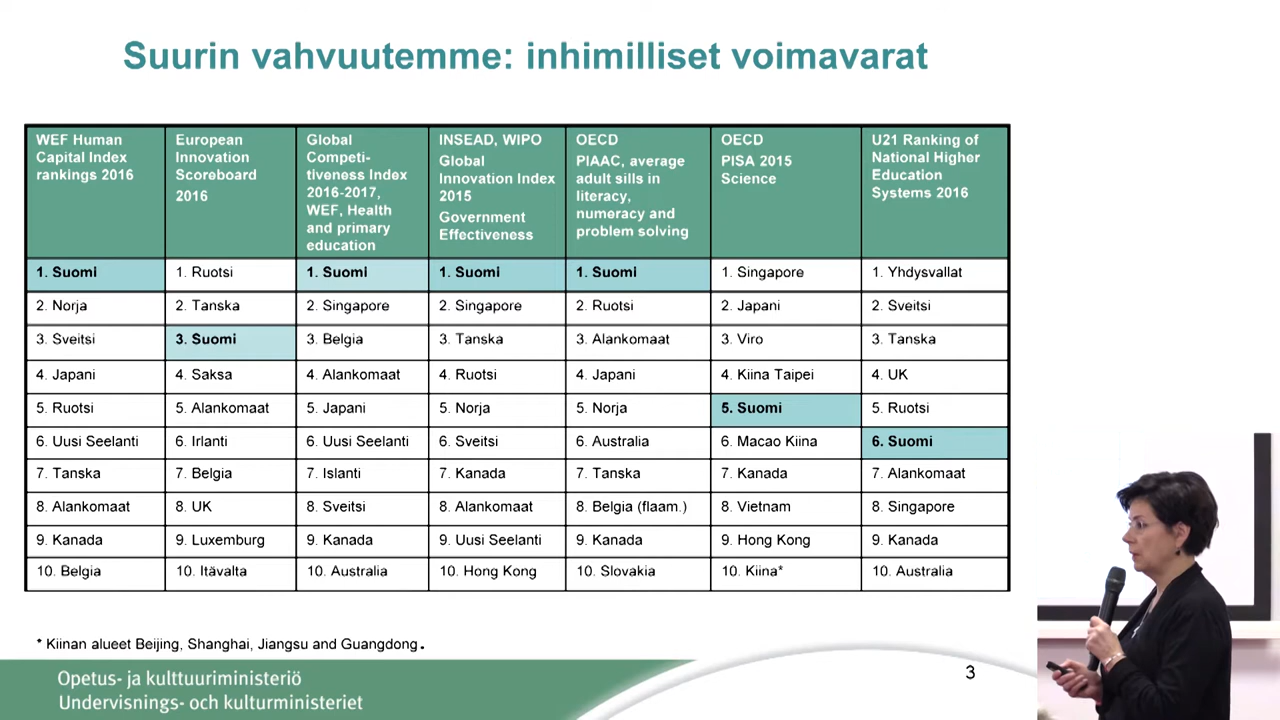 Suurin vahvuutemme: inhimilliset voimavarat
WEF Human
Capital Index
rankings 2016
European
Innovation
Scoreboard
2016
Global
Competi-
tiveness Index
2016-2017,
WEF, Health
and primary
education
INSEAD, WIPO
Global
Innovation Index
2015
Government
Effectiveness
OECD
PIAAC, average
adult sills in
literacy,
numeracy and
problem solving
OECD
PISA 2015
Science
U21 Ranking of
National Higher
Education
Systems 2016
1. Suomi 1. Ruotsi 1. Suomi 1. Suomi 1. Suomi 1. Singapore 1. Yhdysvallat
2. Norja 2. Tanska 2. Singapore 2. Singapore 2. Ruotsi 2. Japani 2. Sveitsi
3. Sveitsi 3. Suomi 3. Belgia 3. Tanska 3. Alankomaat 3. Viro 3. Tanska
4. Japani 4. Saksa 4. Alankomaat 4. Ruotsi 4. Japani 4. Kiina Taipei 4. UK
5. Ruotsi 5. Alankomaat 5. Japani 5. Norja 5. Norja 5. Suomi 5. Ruotsi
6. Uusi Seelanti 6. Irlanti 6. Uusi Seelanti 6. Sveitsi 6. Australia 6. Macao Kiina 6. Suomi
7. Tanska 7. Belgia 7. Islanti 7. Kanada 7. Tanska 7. Kanada 7. Alankomaat
8. Alankomaat 8. UK 8. Sveitsi 8. Alankomaat 8. Belgia (flaam.) 8. Vietnam 8. Singapore
9. Kanada 9. Luxemburg 9. Kanada 9. Uusi Seelanti 9. Kanada 9. Hong Kong 9. Kanada
10. Belgia 10. Itävalta 10. Australia 10. Hong Kong 10. Slovakia 10. Kiina* 10. Australia
* Kiinan alueet Beijing, Shanghai, Jiangsu and Guangdong.
Opetus- ja kulttuuriministeriö
Undervisnings- och kulturministeriet
3